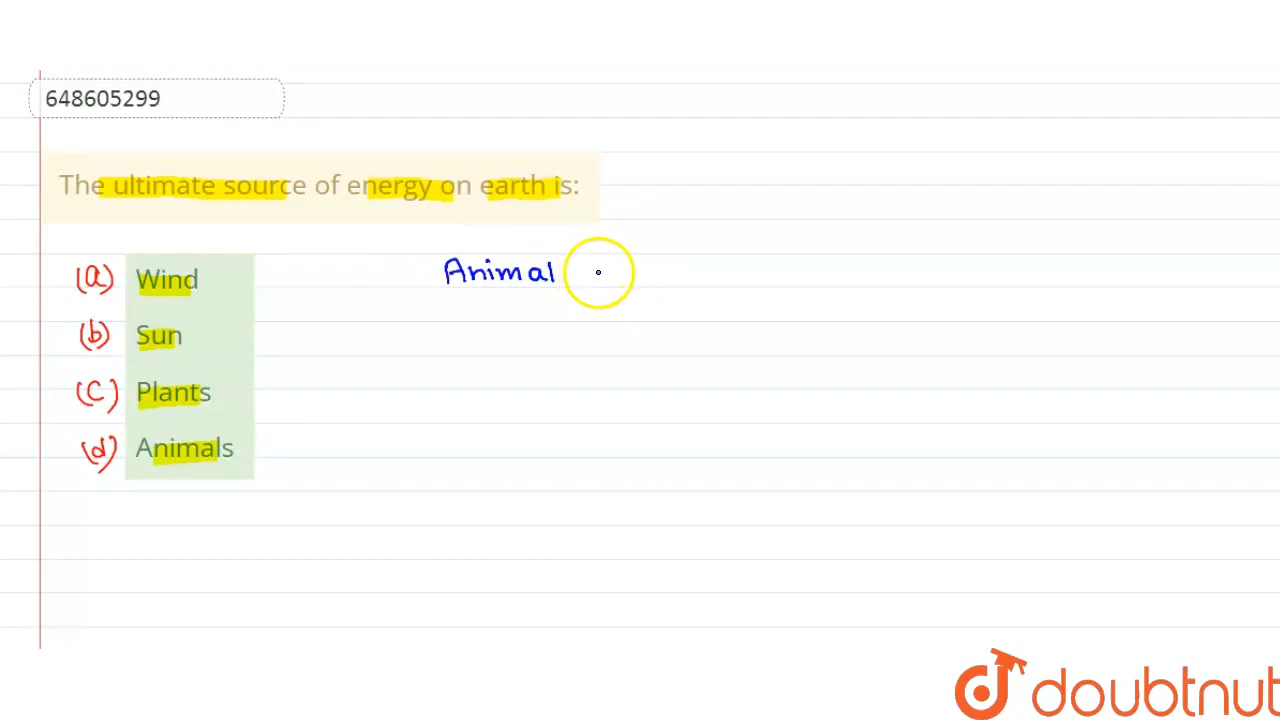 648605299
The ultimate source of energy on earth is:
(a) Wind
Animal
(b) Sun
(c) Plants
(d) Animals
doubtnut